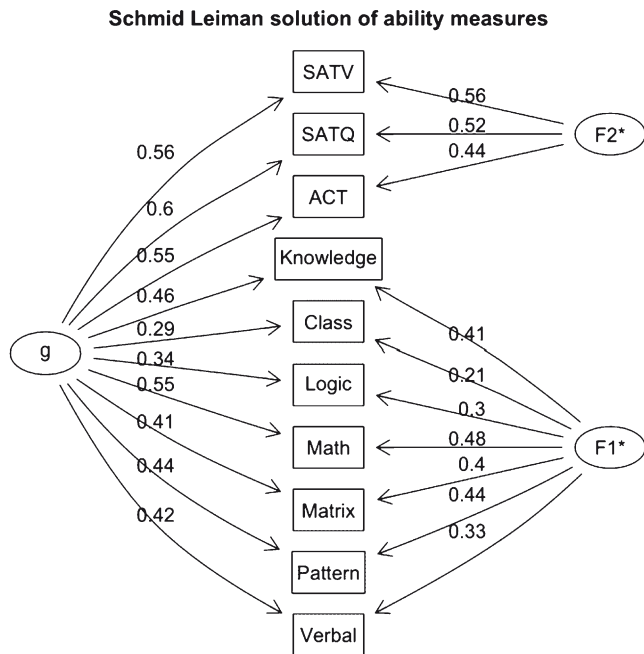 Schmid Leiman solution of ability measures
SATV
0.56
SATQ
0.52
F2*
0.56
0.44
0.6
ACT
0.55
Knowledge
0.46
0.29
Class
0.41
g
0.34
0.21
Logic
0.55
0.3
0.41
Math
0.48
F1*
0.44
0.4
Matrix
0.44
0.42
0.33
Pattern
Verbal